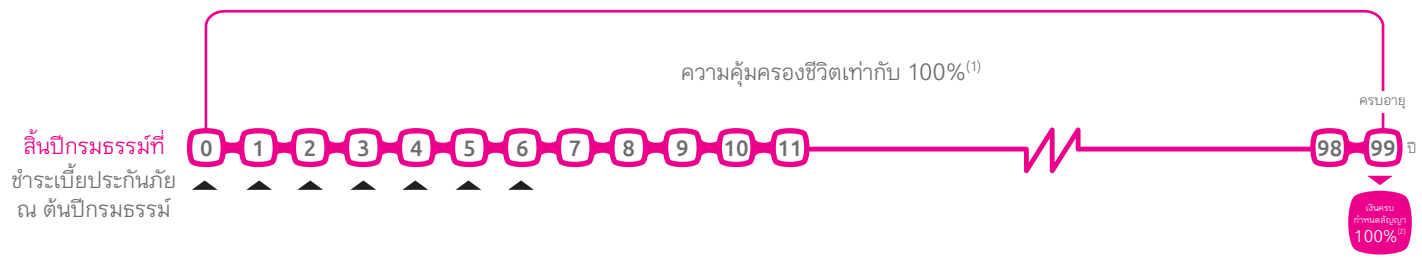 ความคุ้มครองชีวิตเท่ากับ 100%(1)
ครบอายุ
สิ้นปีกรมธรรม์ที่ 0 1 2 3 4 5 6 7 8 9 10 11 98 99 ปี
ชำระเบี้ยประกันภัย
ณ ต้นปีกรมธรรม์
เงินครบ
กำหนดสัญญา
100%(2)